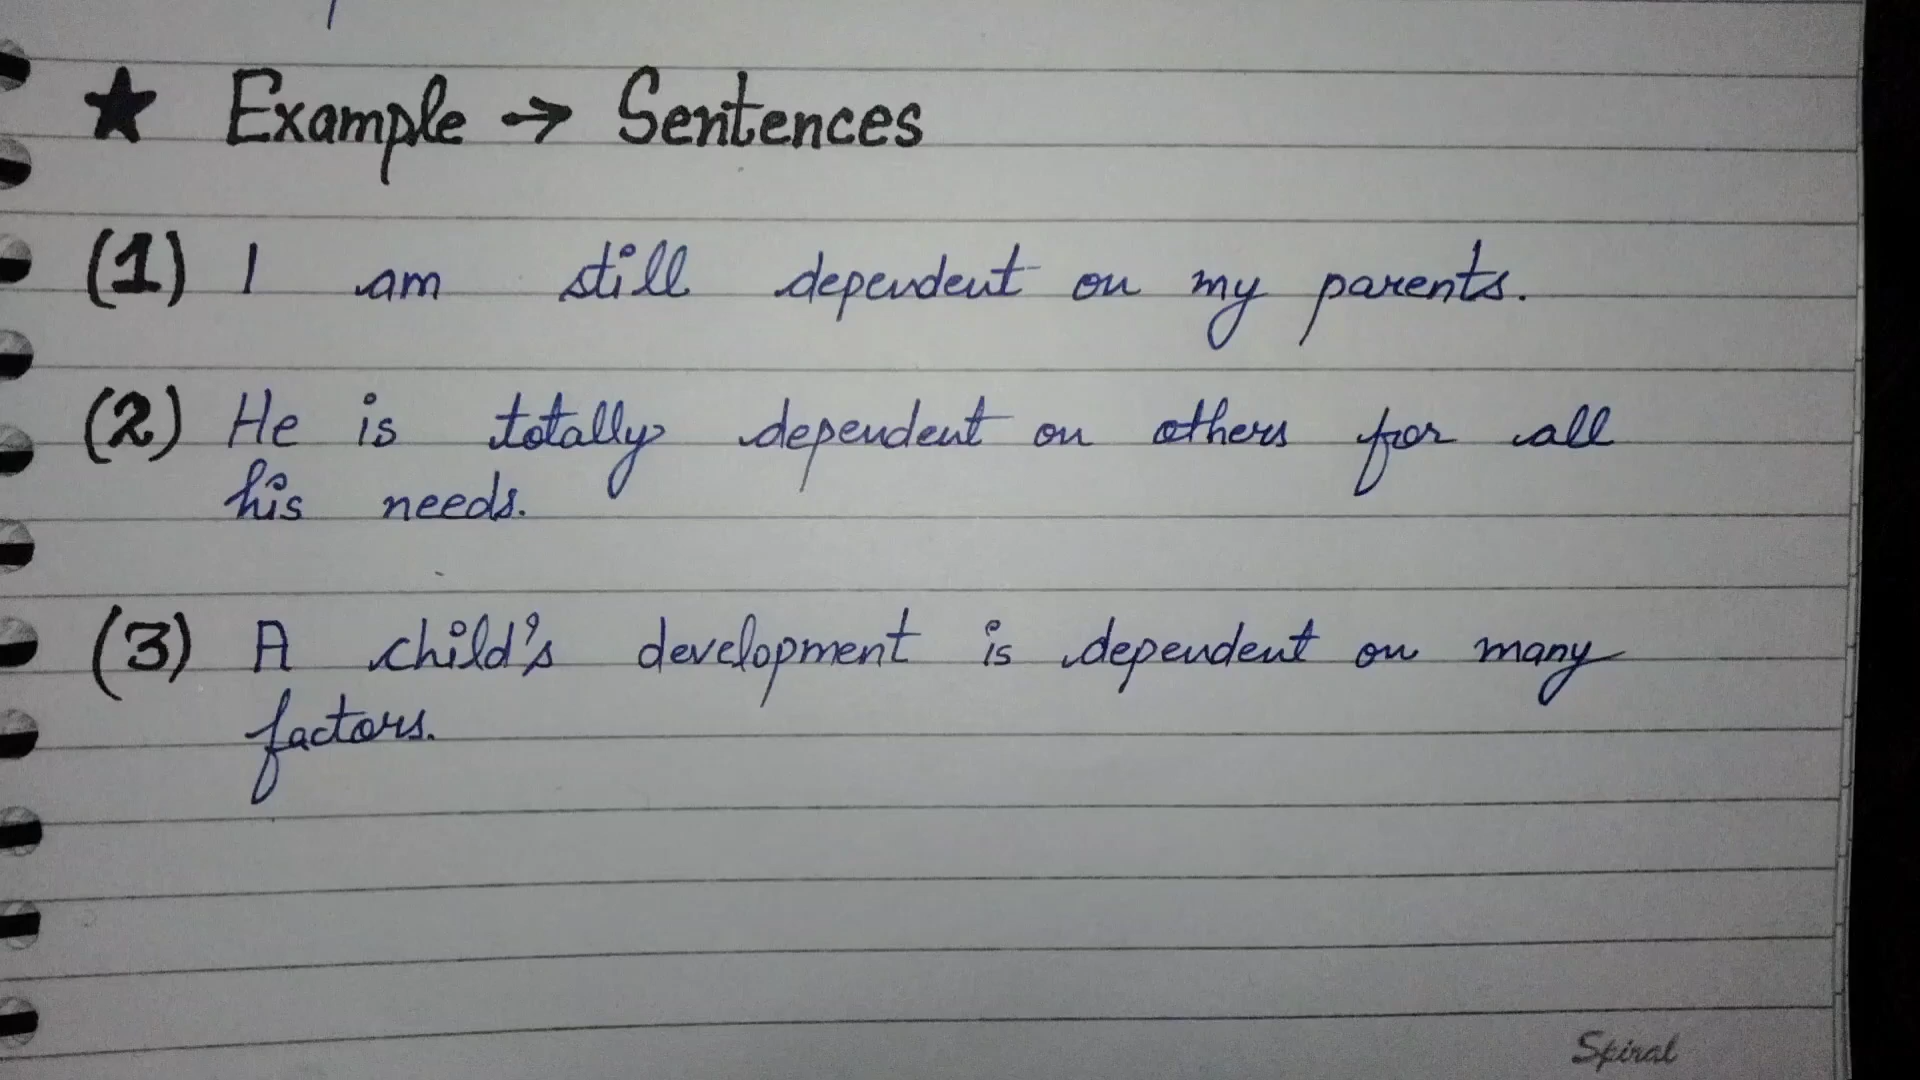 ★ Example → Sentences
(1) I am still dependent on my parents.
(2) He is totally dependent on others for all
his needs.
(3) A child's development is dependent on many
factors.
Spiral